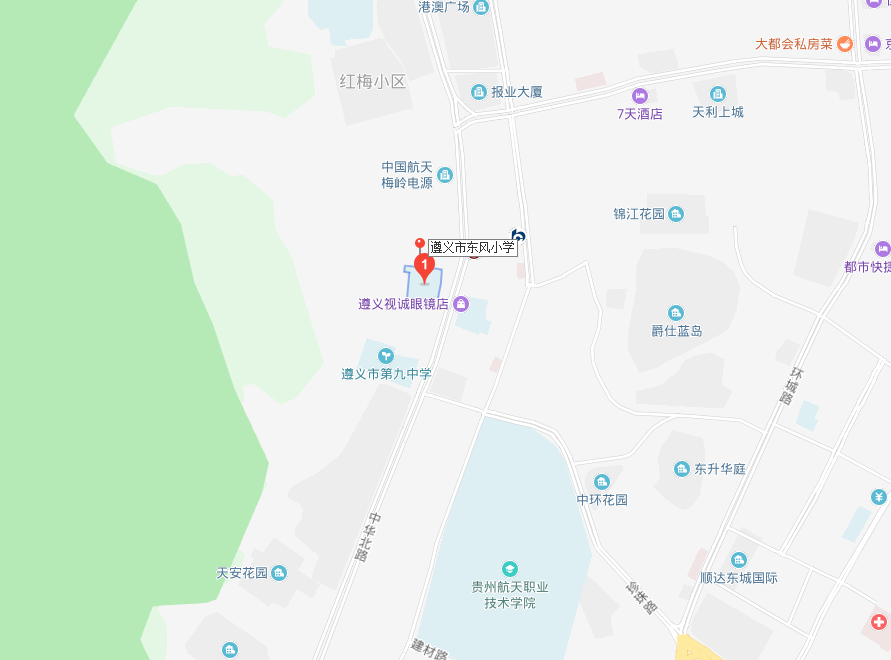 港澳广场
大都会私房菜
京
红梅小区
报业大厦
7天酒店
天利上城
中国航天
梅岭电源
锦江花园
遵义市东风小学
都市快捷
1
遵义视诚眼镜店
爵仕蓝岛
遵义市第九中学
环城路
东升华庭
中环花园
中华北路
天安花园
贵州航天职业
技术学院
顺达东城国际
珍珠路
建材路